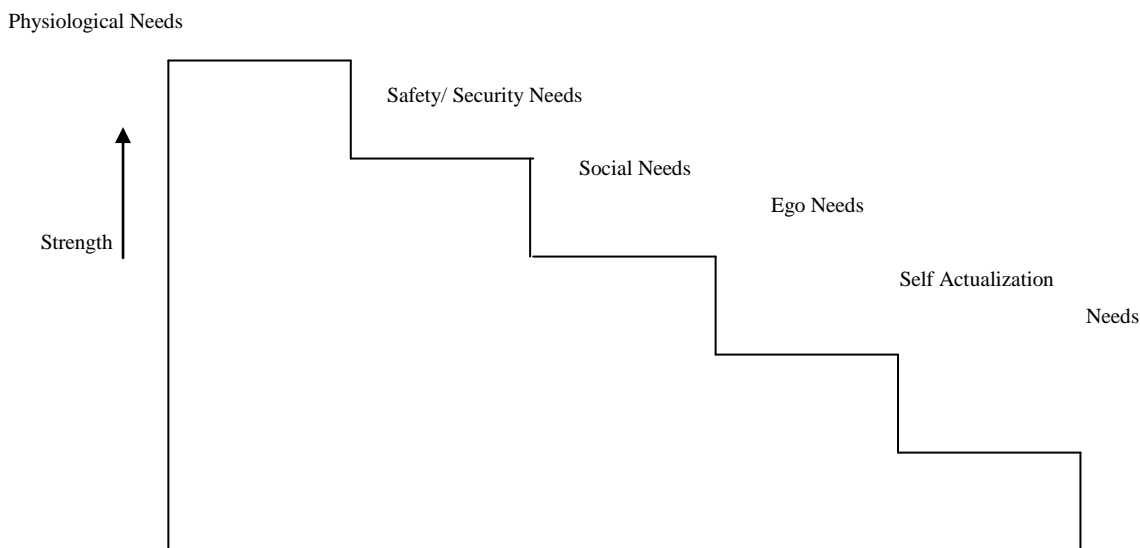 Physiological Needs
Safety/ Security Needs
Social Needs
Ego Needs
Strength
Self Actualization
Needs